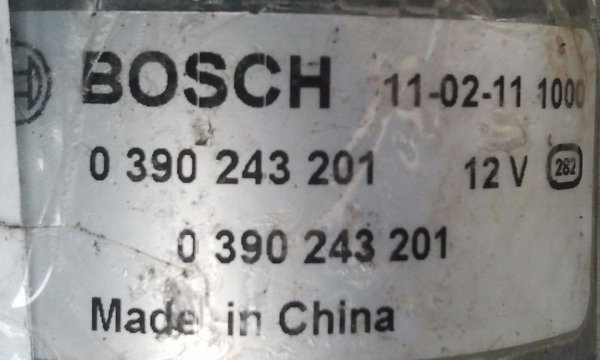 BOSCH 11-02-11 1000
0 390 243 201 12 V 282
0 390 243 201
Made in China